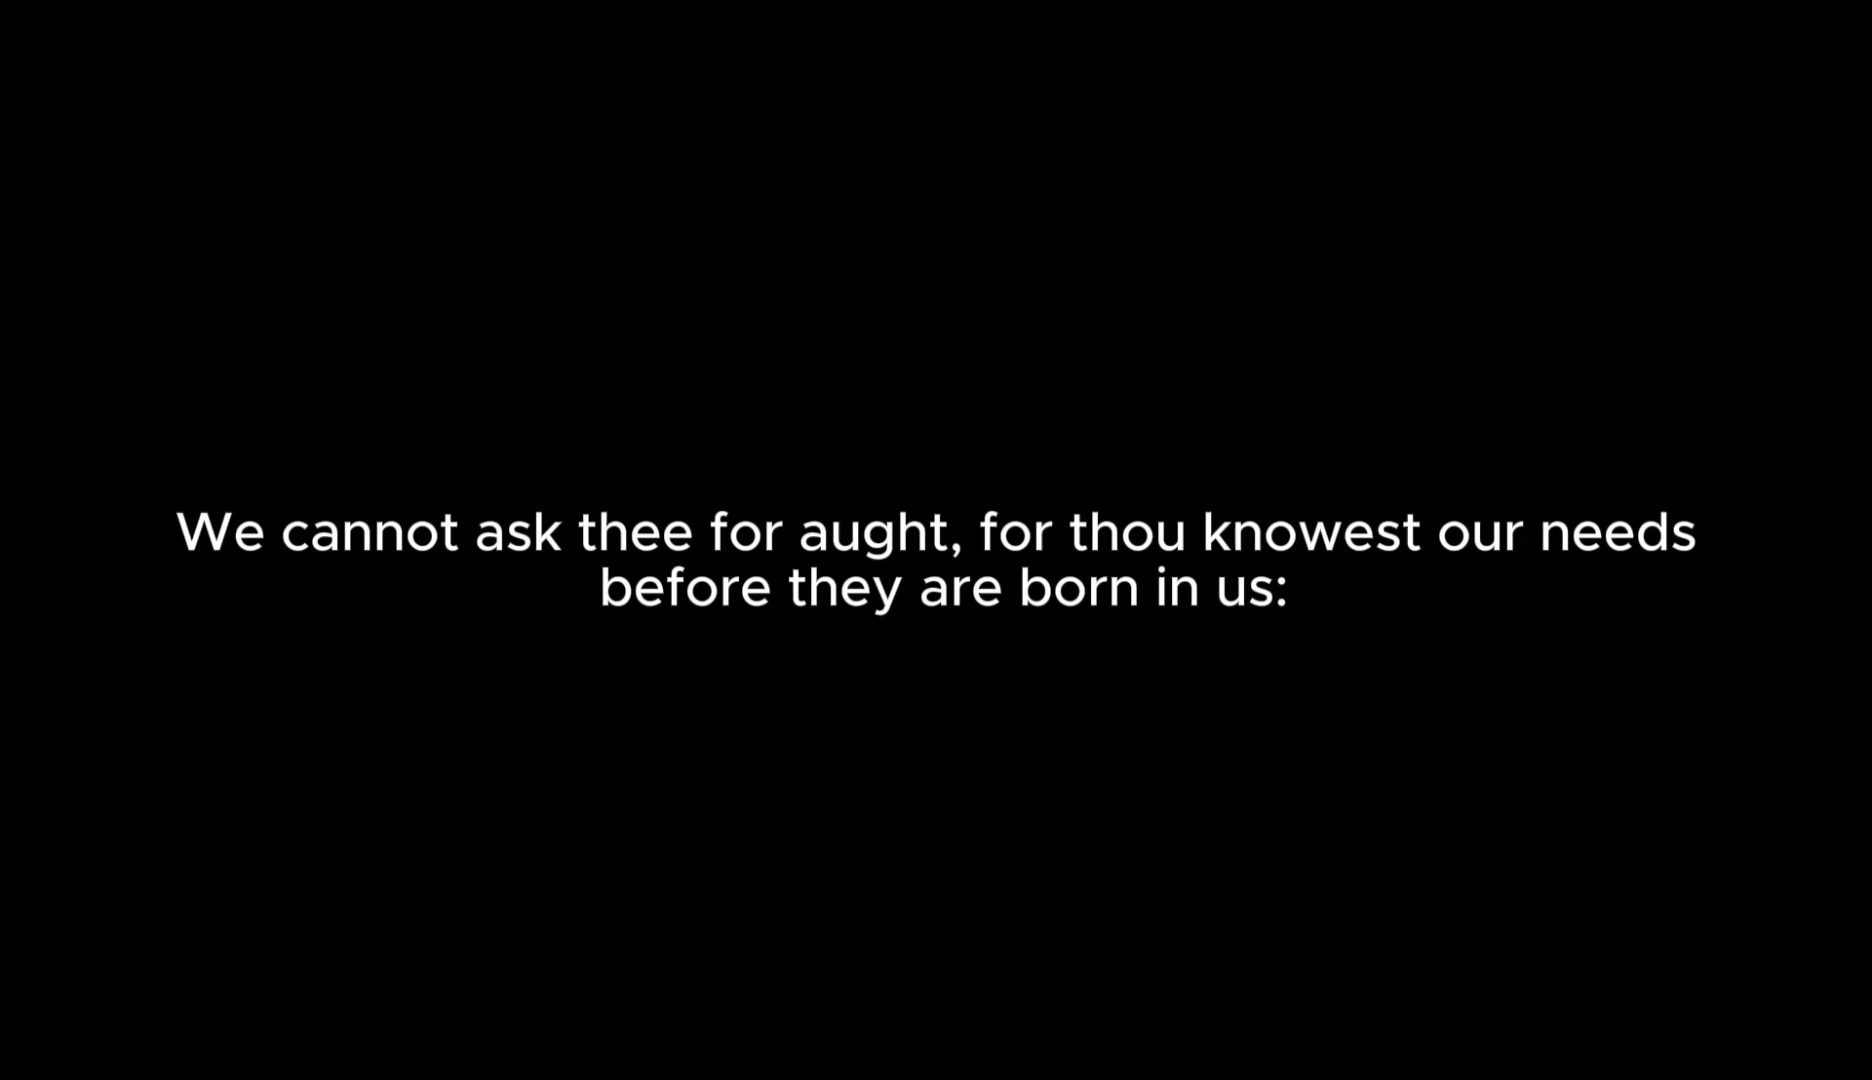 We cannot ask thee for aught, for thou knowest our needs
before they are born in us: